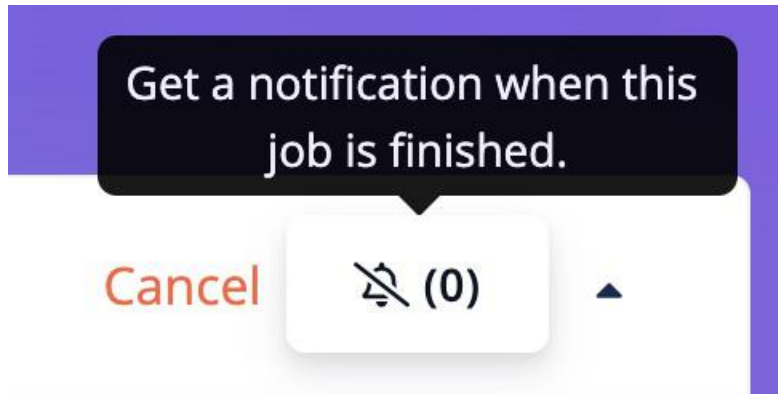 Get a notification when this
job is finished.
Cancel (0)